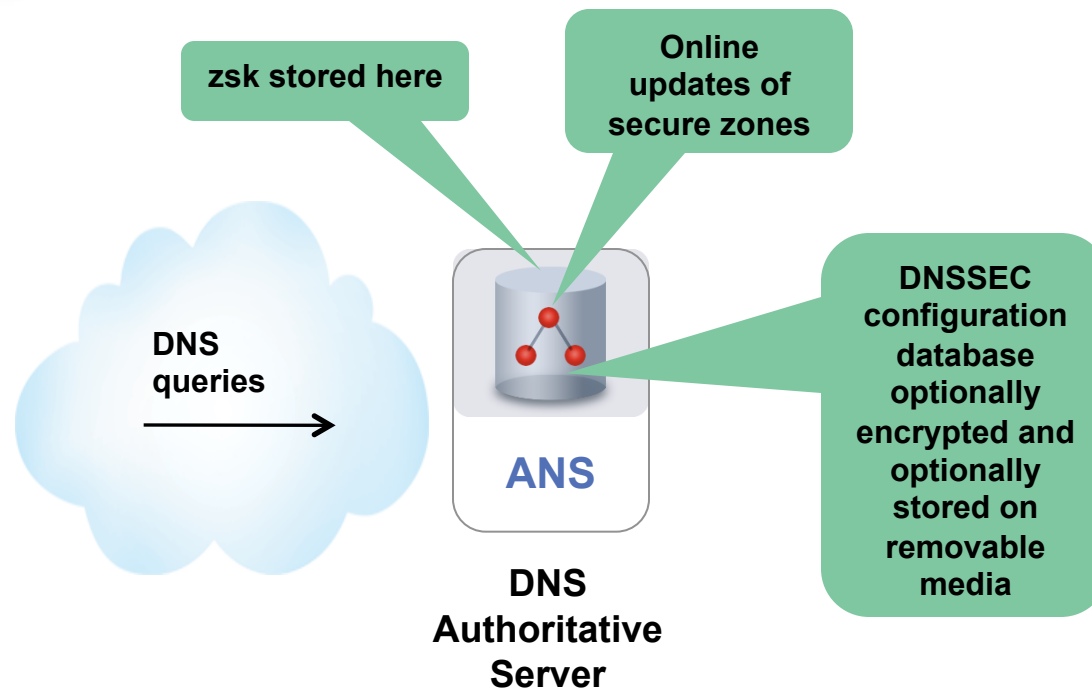 zsk stored here
Online
updates of
secure zones
DNS
queries
DNSSEC
configuration
database
optionally
encrypted and
optionally
stored on
removable
media
ANS
DNS
Authoritative
Server